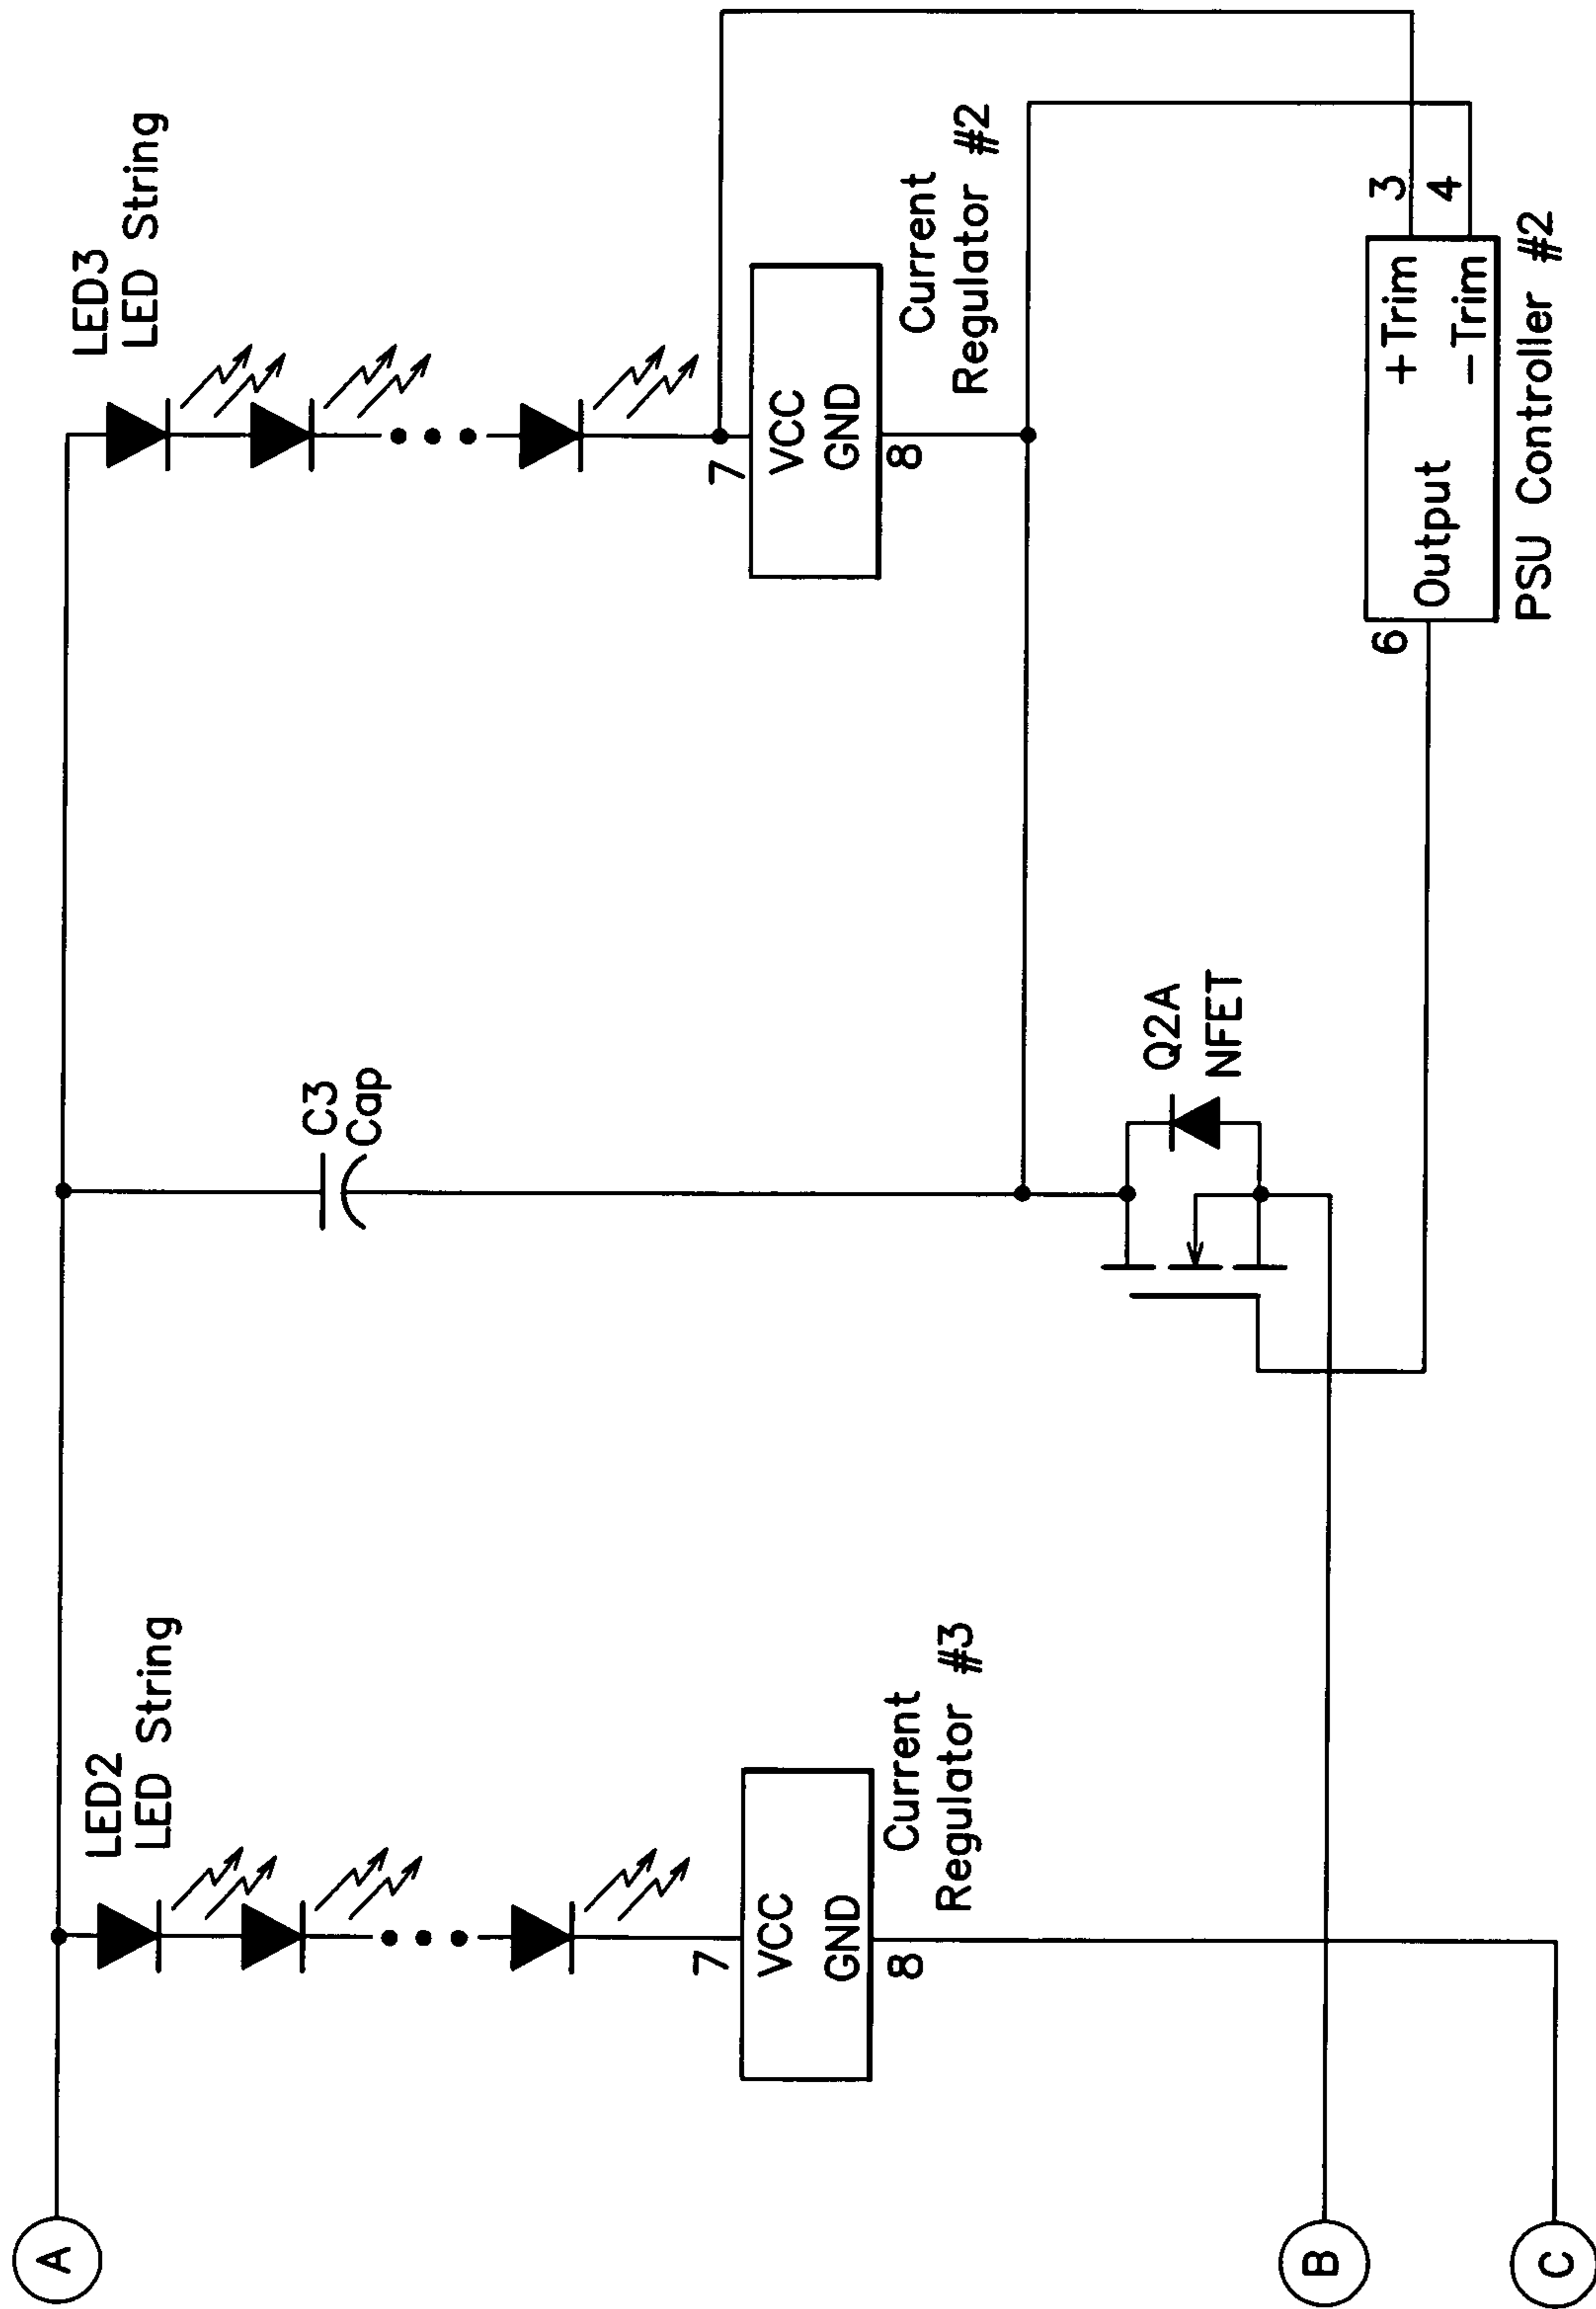 A
LED2
LED String
7
VCC
GND
8
Current
Regulator #3
C3
Cap
Q2A
NFET
LED3
LED String
7
VCC
GND
8
Current
Regulator #2
6
Output
+Trim
-Trim
3
4
PSU Controller #2
B
C